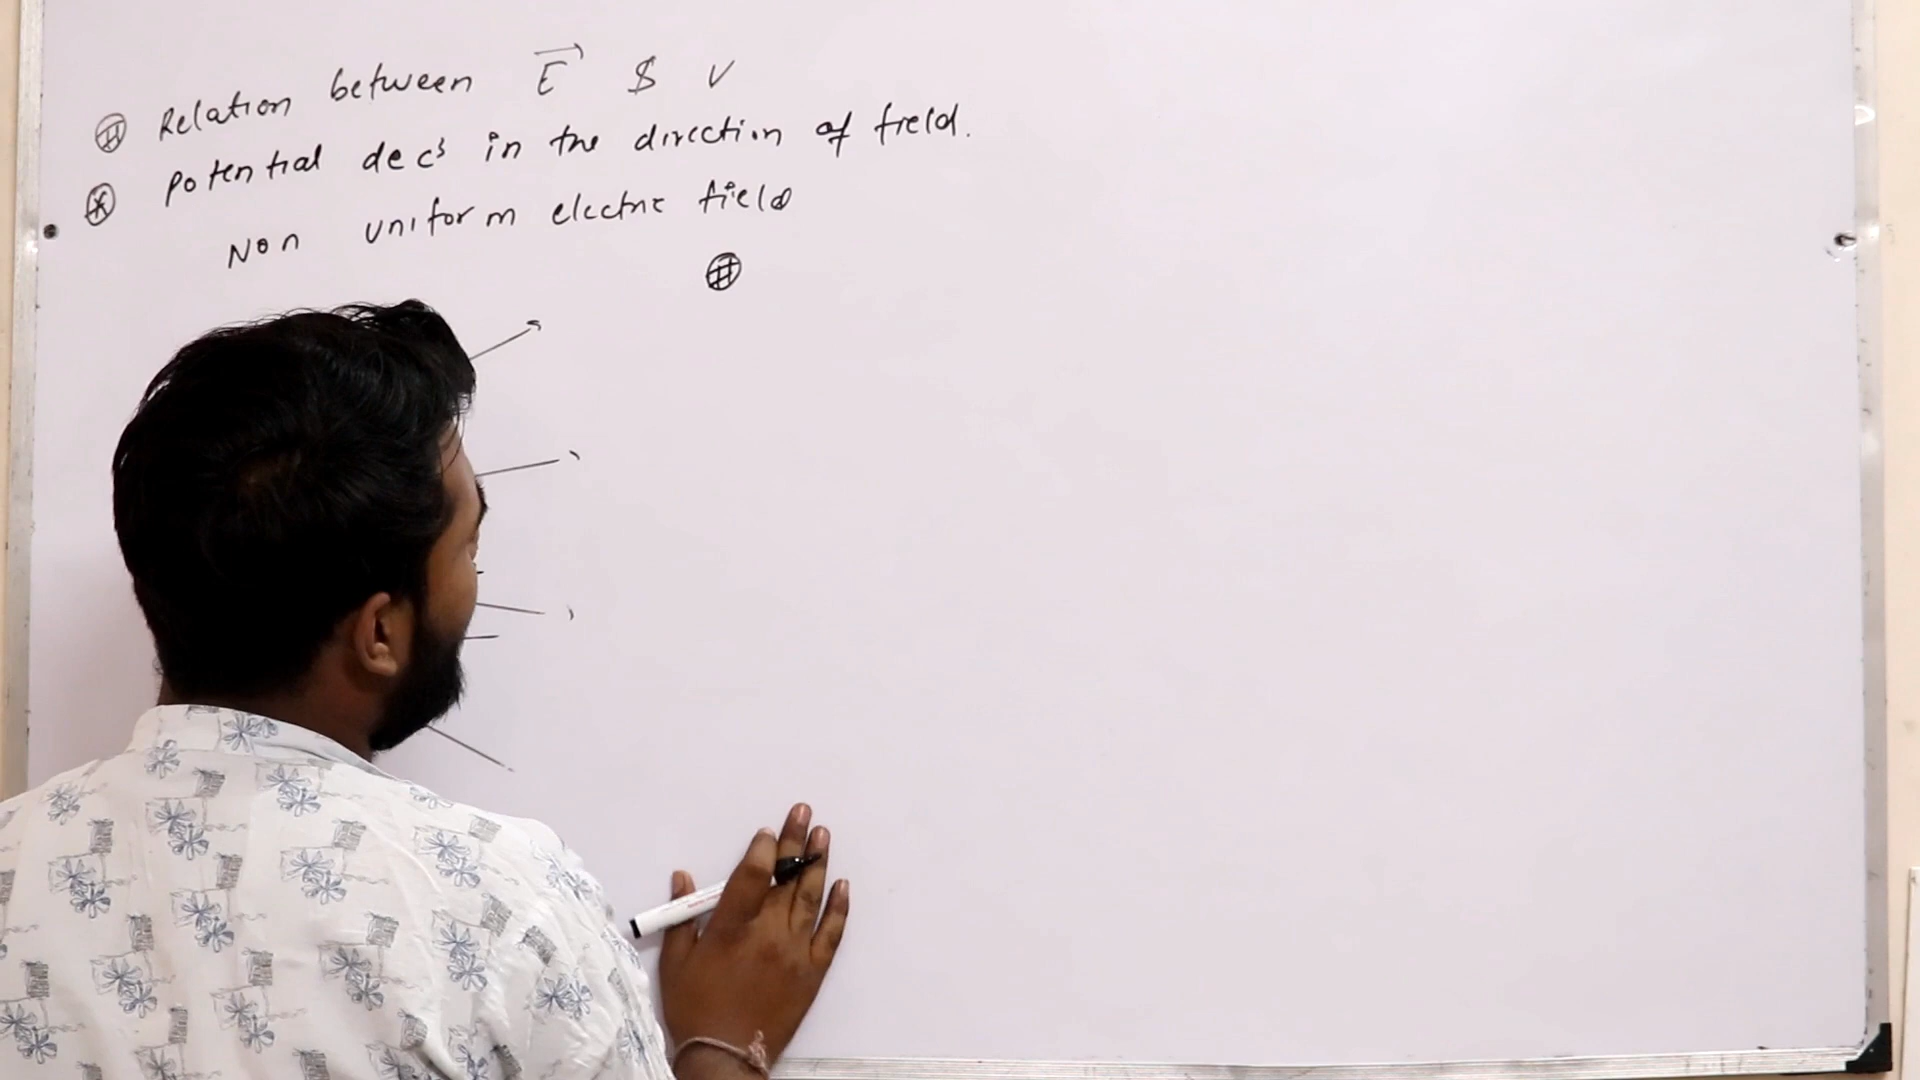 # Relation between E $ V
* Potential decs in the direction of field.
Non uniform electric field
#